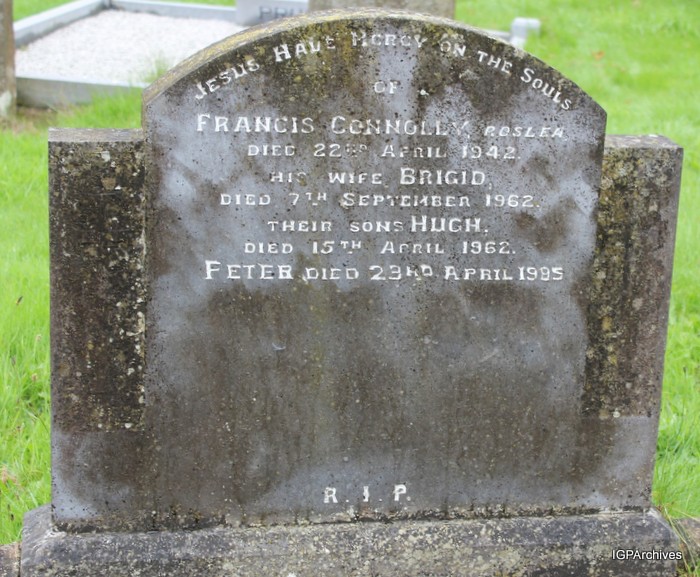 JESUS HAVE MERCY ON THE SOULS
OF
FRANCIS CONNOLLY, ROSLEA
DIED 22ND APRIL 1942.
HIS WIFE, BRIGID,
DIED 7TH SEPTEMBER 1962.
THEIR SONS HUGH,
DIED 15TH APRIL 1962.
PETER DIED 23RD APRIL 1995
R.I.P.
IGPArchives